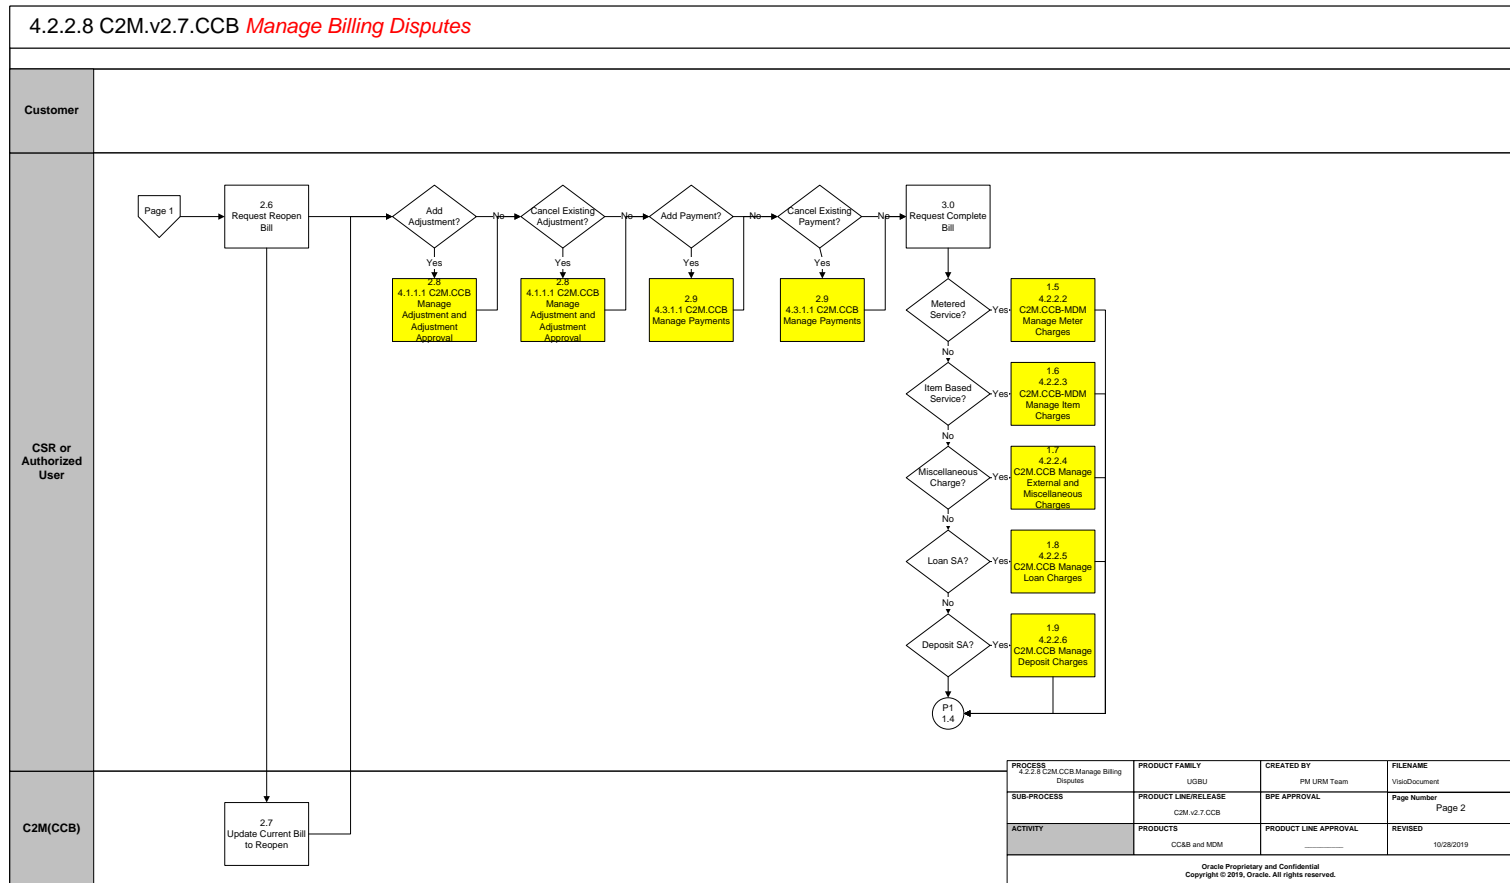 4.2.2.8 C2M.v2.7.CCB Manage Billing Disputes
Customer
CSR or
Authorized
User
C2M(CCB)
Page 1
2.6
Request Reopen
Bill
Add
Adjustment?
No
Yes
2.8
4.1.1.1 C2M.CCB
Manage
Adjustment and
Adjustment
Approval
Cancel Existing
Adjustment?
No
Yes
2.8
4.1.1.1 C2M.CCB
Manage
Adjustment and
Adjustment
Approval
Add Payment?
No
Yes
2.9
4.3.1.1 C2M.CCB
Manage Payments
Cancel Existing
Payment?
No
Yes
2.9
4.3.1.1 C2M.CCB
Manage Payments
3.0
Request Complete
Bill
Metered
Service?
Yes
1.5
4.2.2.2
C2M.CCB-MDM
Manage Meter
Charges
No
Item Based
Service?
Yes
1.6
4.2.2.3
C2M.CCB-MDM
Manage Item
Charges
No
Miscellaneous
Charge?
Yes
1.7
4.2.2.4
C2M.CCB Manage
External and
Miscellaneous
Charges
No
Loan SA?
Yes
1.8
4.2.2.5
C2M.CCB Manage
Loan Charges
No
Deposit SA?
Yes
1.9
4.2.2.6
C2M.CCB Manage
Deposit Charges
P1
1.4
2.7
Update Current Bill
to Reopen
PROCESS
4.2.2.8 C2M.CCB.Manage Billing
Disputes
PRODUCT FAMILY
UGBU
CREATED BY
PM URM Team
FILENAME
VisioDocument
SUB-PROCESS
PRODUCT LINE/RELEASE
C2M.v2.7.CCB
BPE APPROVAL
Page Number
Page 2
ACTIVITY
PRODUCTS
CC&B and MDM
PRODUCT LINE APPROVAL
___________
REVISED
10/28/2019
Oracle Proprietary and Confidential
Copyright © 2019, Oracle. All rights reserved.